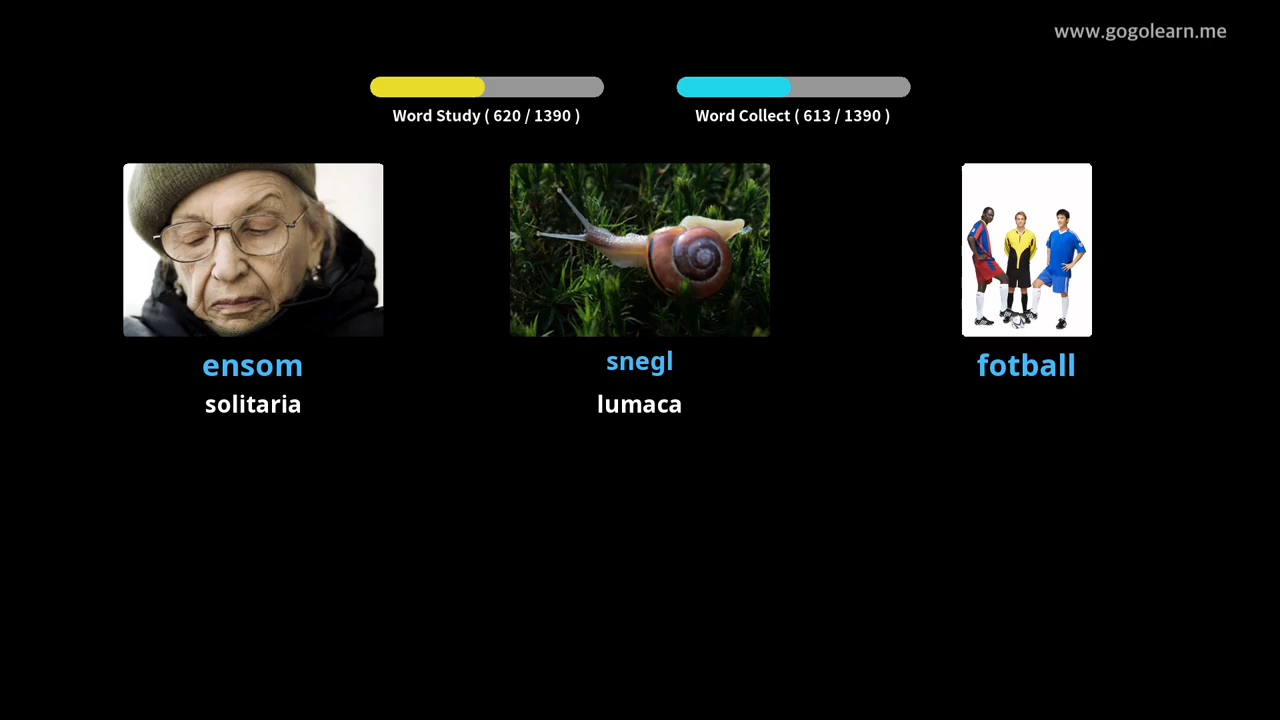 www.gogolearn.me
Word Study ( 620 / 1390 )
Word Collect ( 613 / 1390 )
ensom
solitaria
snegl
lumaca
fotball